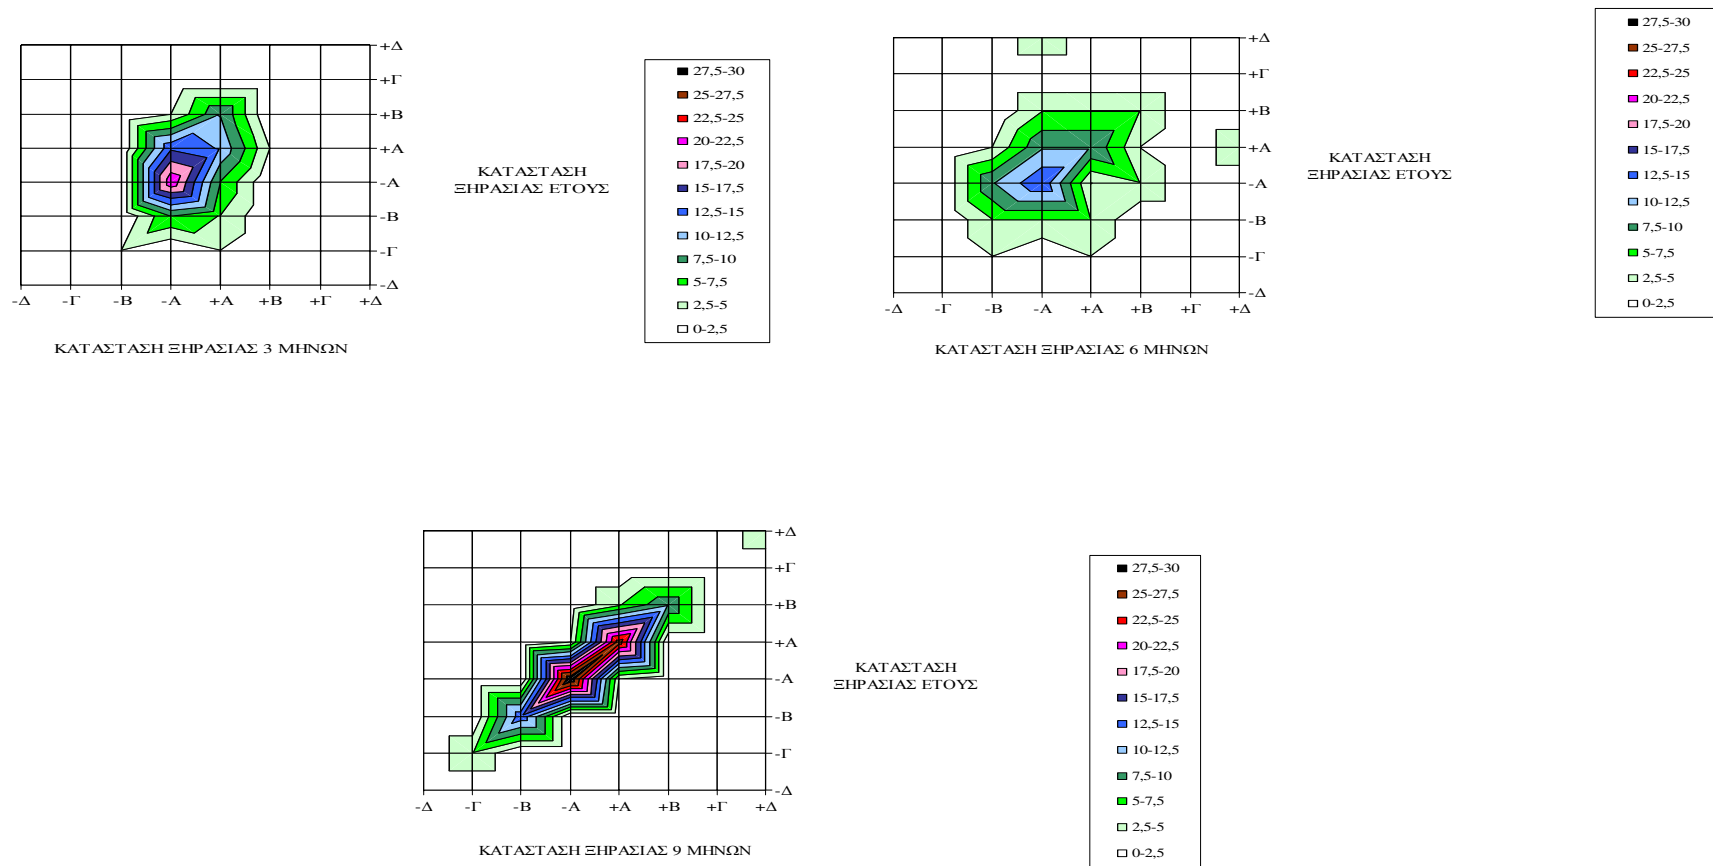 +Δ
+Γ
+Β
+Α
-Α
-Β
-Γ
-Δ
-Δ -Γ -Β -Α +Α +Β +Γ +Δ
ΚΑΤΑΣΤΑΣΗ ΞΗΡΑΣΙΑΣ 3 ΜΗΝΩΝ
ΚΑΤΑΣΤΑΣΗ
ΞΗΡΑΣΙΑΣ ΕΤΟΥΣ
27,5-30
25-27,5
22,5-25
20-22,5
17,5-20
15-17,5
12,5-15
10-12,5
7,5-10
5-7,5
2,5-5
0-2,5
+Δ
+Γ
+Β
+Α
-Α
-Β
-Γ
-Δ
-Δ -Γ -Β -Α +Α +Β +Γ +Δ
ΚΑΤΑΣΤΑΣΗ ΞΗΡΑΣΙΑΣ 6 ΜΗΝΩΝ
ΚΑΤΑΣΤΑΣΗ
ΞΗΡΑΣΙΑΣ ΕΤΟΥΣ
27,5-30
25-27,5
22,5-25
20-22,5
17,5-20
15-17,5
12,5-15
10-12,5
7,5-10
5-7,5
2,5-5
0-2,5
+Δ
+Γ
+Β
+Α
-Α
-Β
-Γ
-Δ
-Δ -Γ -Β -Α +Α +Β +Γ +Δ
ΚΑΤΑΣΤΑΣΗ ΞΗΡΑΣΙΑΣ 9 ΜΗΝΩΝ
ΚΑΤΑΣΤΑΣΗ
ΞΗΡΑΣΙΑΣ ΕΤΟΥΣ
27,5-30
25-27,5
22,5-25
20-22,5
17,5-20
15-17,5
12,5-15
10-12,5
7,5-10
5-7,5
2,5-5
0-2,5